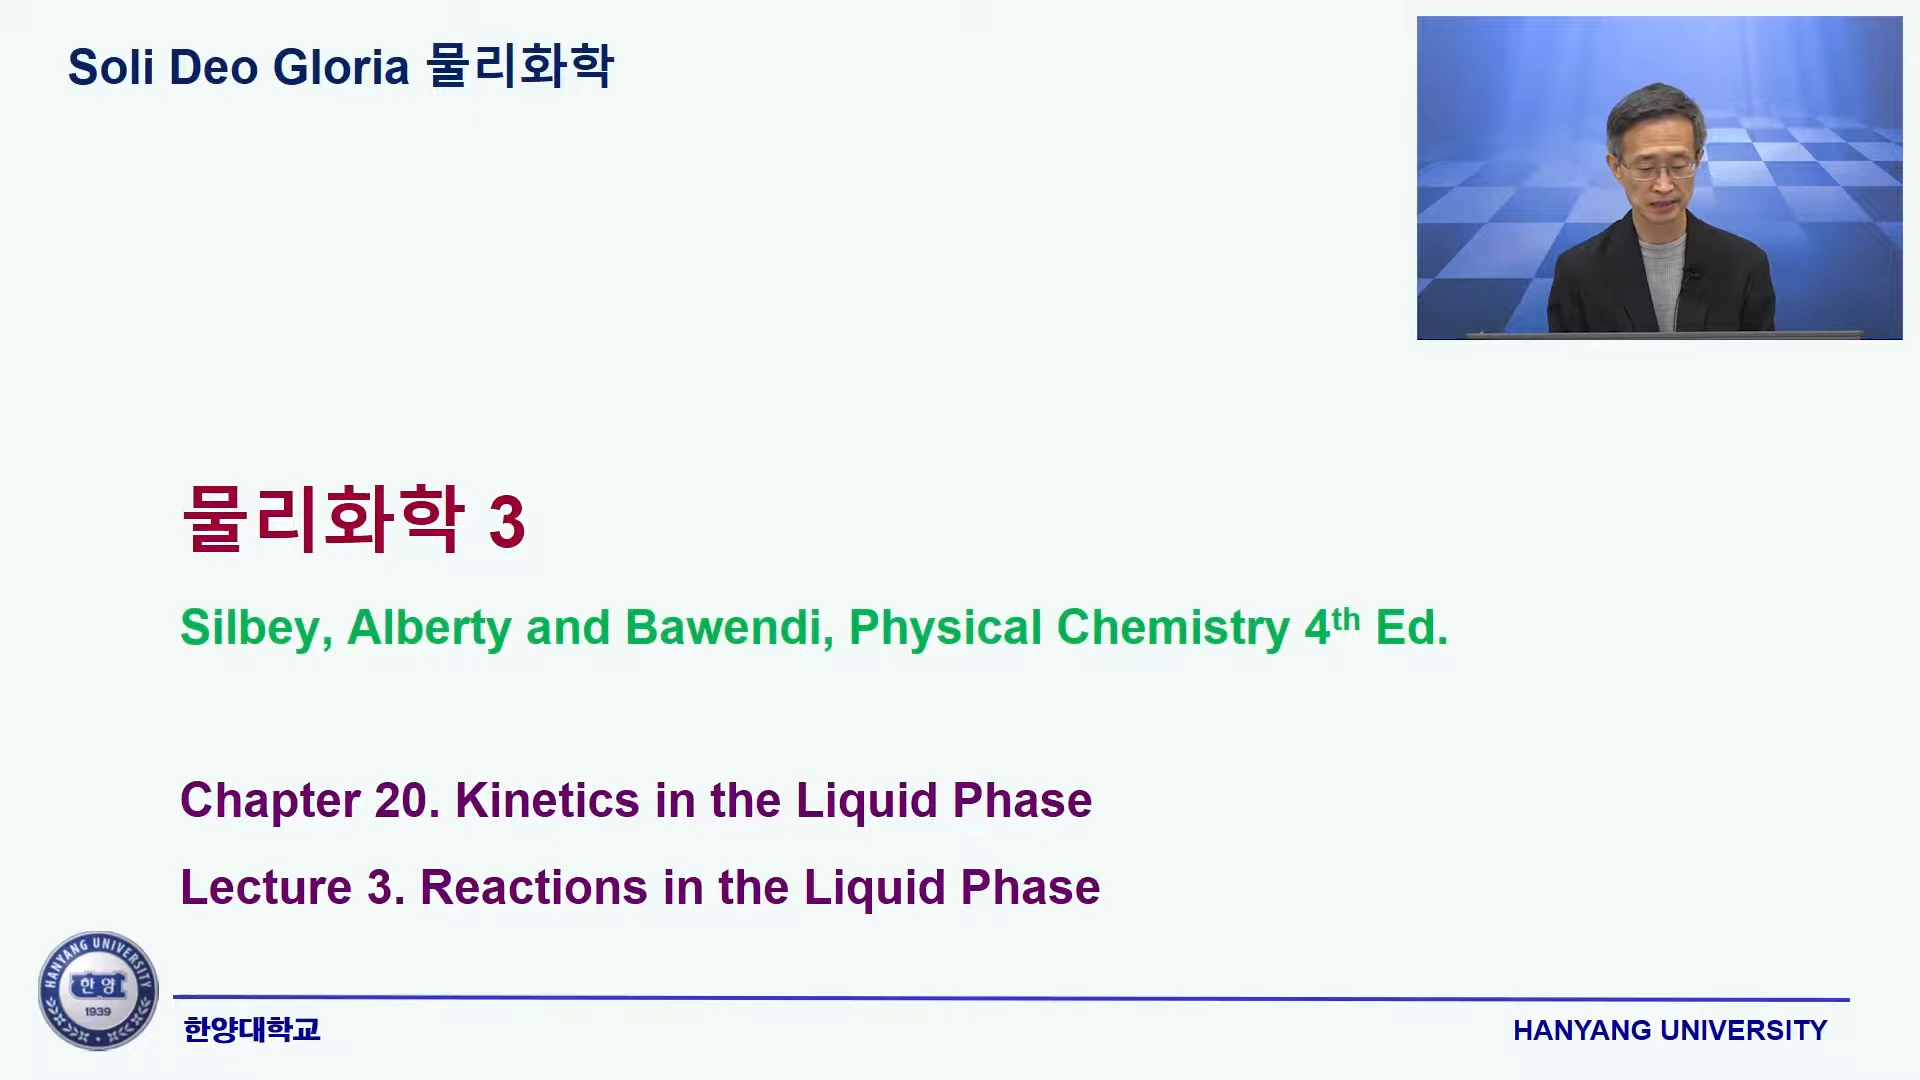 Soli Deo Gloria 물리화학
물리화학 3
Silbey, Alberty and Bawendi, Physical Chemistry 4th Ed.
Chapter 20. Kinetics in the Liquid Phase
Lecture 3. Reactions in the Liquid Phase
HANYANG UNIVERSITY
한양
1939
한양대학교
HANYANG UNIVERSITY